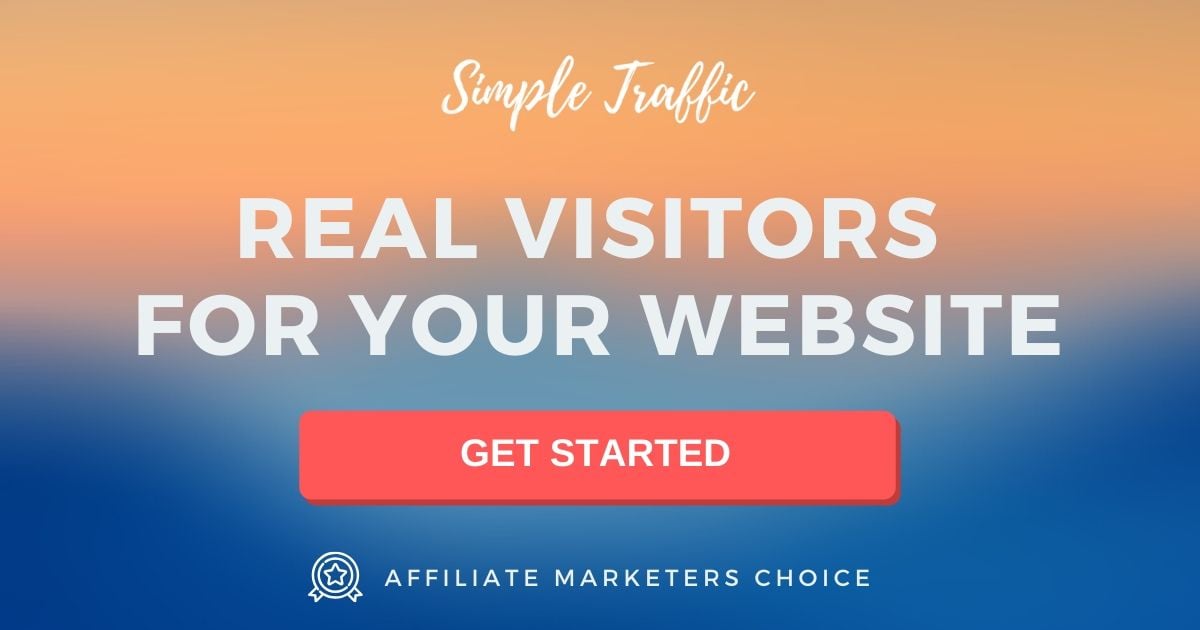 Simple Traffic
REAL VISITORS
FOR YOUR WEBSITE
GET STARTED
AFFILIATE MARKETERS CHOICE